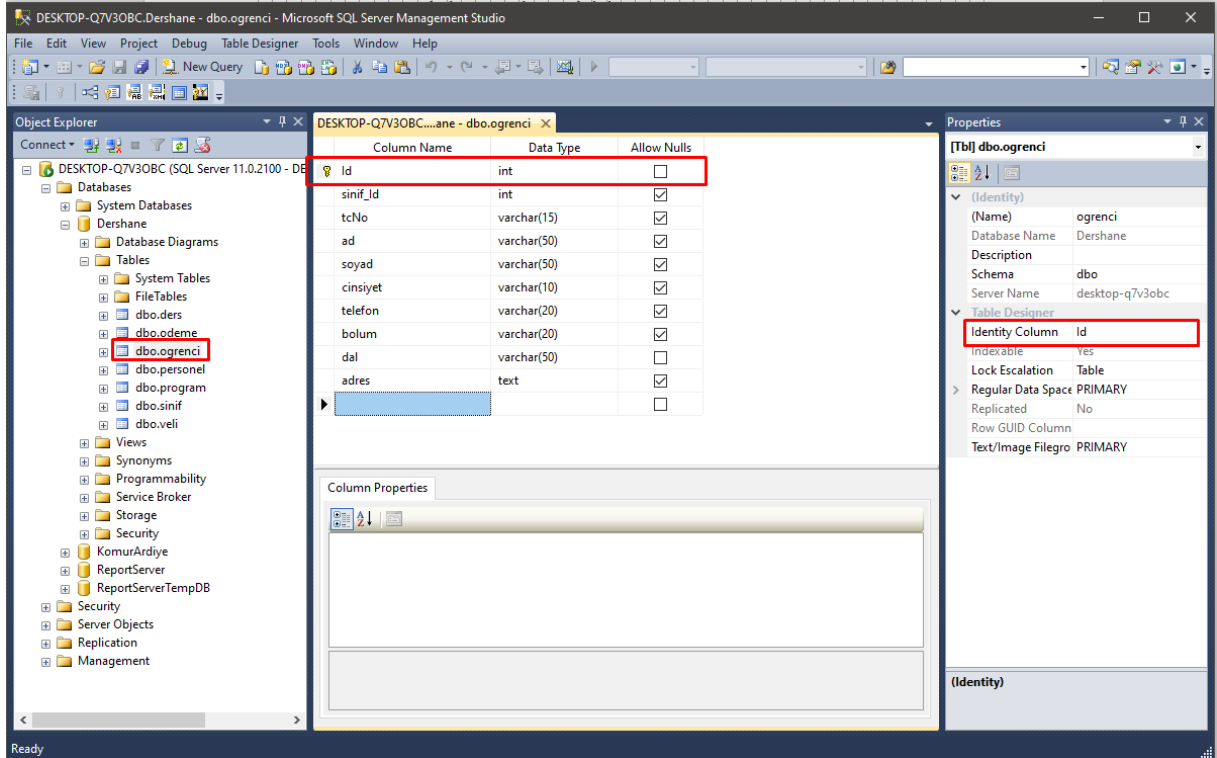 DESKTOP-Q7V3OBC.Dershane - dbo.ogrenci - Microsoft SQL Server Management Studio
File Edit View Project Debug Table Designer Tools Window Help
New Query
Object Explorer
Connect
DESKTOP-Q7V3OBC (SQL Server 11.0.2100 - DE
Databases
System Databases
Dershane
Database Diagrams
Tables
System Tables
FileTables
dbo.ders
dbo.odeme
dbo.ogrenci
dbo.personel
dbo.program
dbo.sinif
dbo.veli
Views
Synonyms
Programmability
Service Broker
Storage
Security
KomurArdiye
ReportServer
ReportServerTempDB
Security
Server Objects
Replication
Management
DESKTOP-Q7V3OBC....ane - dbo.ogrenci
Column Name Data Type Allow Nulls
Id int
sinif_Id int
tcNo varchar(15)
ad varchar(50)
soyad varchar(50)
cinsiyet varchar(10)
telefon varchar(20)
bolum varchar(20)
dal varchar(50)
adres text
Column Properties
Properties
[Tbl] dbo.ogrenci
(Identity)
(Name) ogrenci
Database Name Dershane
Description
Schema dbo
Server Name desktop-q7v3obc
Table Designer
Identity Column Id
Indexable Yes
Lock Escalation Table
Regular Data Space PRIMARY
Replicated No
Row GUID Column
Text/Image Filegro PRIMARY
(Identity)
Ready